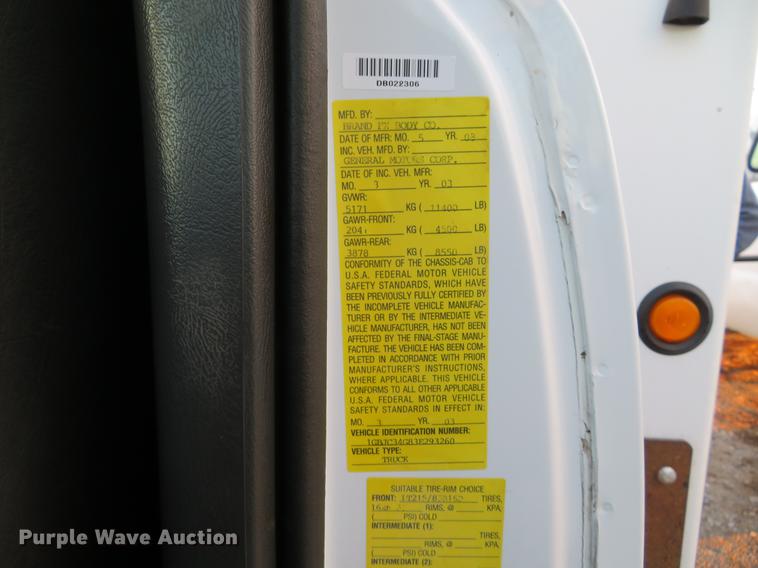 DB022306
MFD. BY:
BRAND FX BODY CO.
DATE OF MFR: MO. 5 YR. 03
INC. VEH. MFD. BY:
GENERAL MOTORS CORP.
DATE OF INC. VEH. MFR:
MO. 3 YR. 03
GVWR:
5171 KG ( 11400 LB)
GAWR-FRONT:
2041 KG ( 4500 LB)
GAWR-REAR:
3878 KG ( 8550 LB)
CONFORMITY OF THE CHASSIS-CAB TO
U.S.A. FEDERAL MOTOR VEHICLE
SAFETY STANDARDS, WHICH HAVE
BEEN PREVIOUSLY FULLY CERTIFIED BY
THE INCOMPLETE VEHICLE MANUFAC-
TURER OR BY THE INTERMEDIATE VE-
HICLE MANUFACTURER, HAS NOT BEEN
AFFECTED BY THE FINAL-STAGE MANU-
FACTURE. THE VEHICLE HAS BEEN COM-
PLETED IN ACCORDANCE WITH PRIOR
MANUFACTURER'S INSTRUCTIONS,
WHERE APPLICABLE. THIS VEHICLE
CONFORMS TO ALL OTHER APPLICABLE
U.S.A. FEDERAL MOTOR VEHICLE
SAFETY STANDARDS IN EFFECT IN:
MO. 3 YR. 03
VEHICLE IDENTIFICATION NUMBER:
1GBJC34G83E293260
VEHICLE TYPE:
TRUCK
SUITABLE TIRE-RIM CHOICE
FRONT: TIRES,
RIMS, @ KPA,
( PSI) COLD
INTERMEDIATE (1):
TIRES,
RIMS, @ KPA,
( PSI) COLD
INTERMEDIATE (2):
Purple Wave Auction